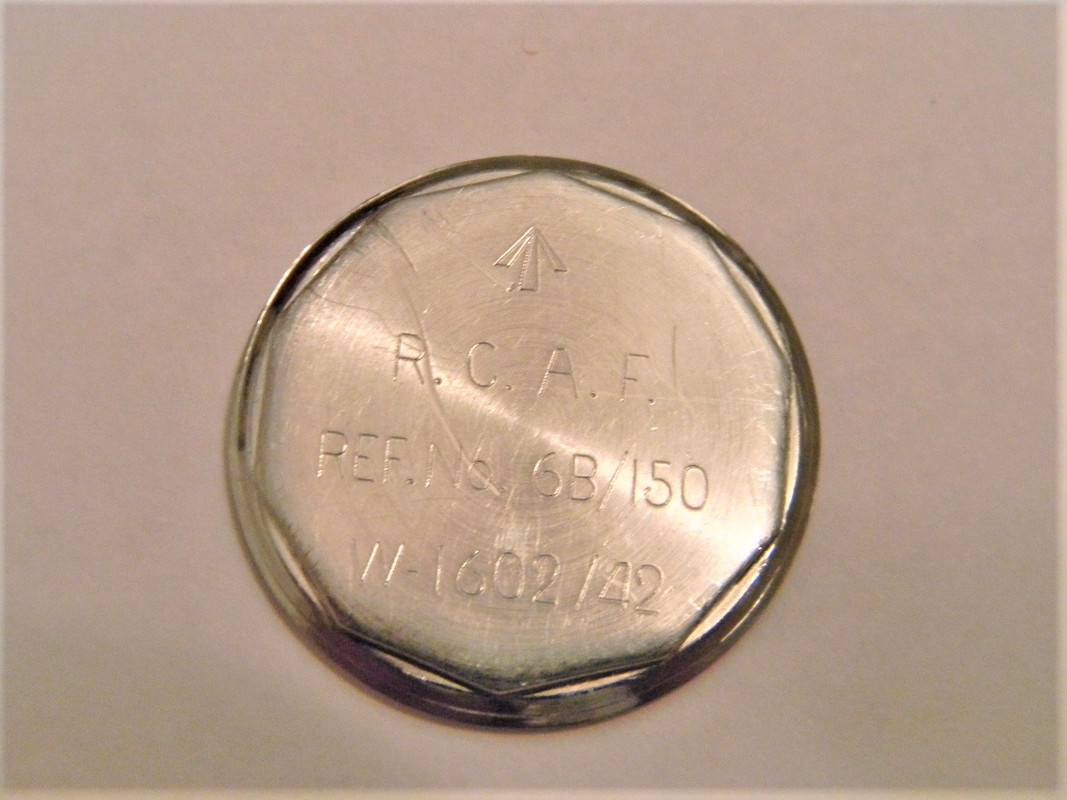 R. C. A. F.
REF. No. 6B/150
W-1602/42